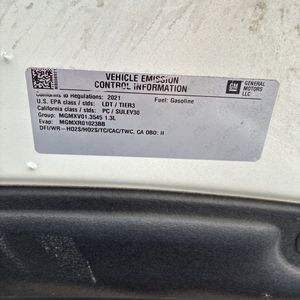 VEHICLE EMISSION
CONTROL INFORMATION
GM
GENERAL
MOTORS
LLC
Conforms to Regulations: 2021
Fuel: Gasoline
U.S. EPA class / stds: LDT / TIER3
California class / stds: PC / SULEV30
Group: MGMXV01.3545 1.3L
Evap: MGMXR0102388
DFI/WR-HO2S/HO2S/TC/CAC/TWC, CA OBD: II